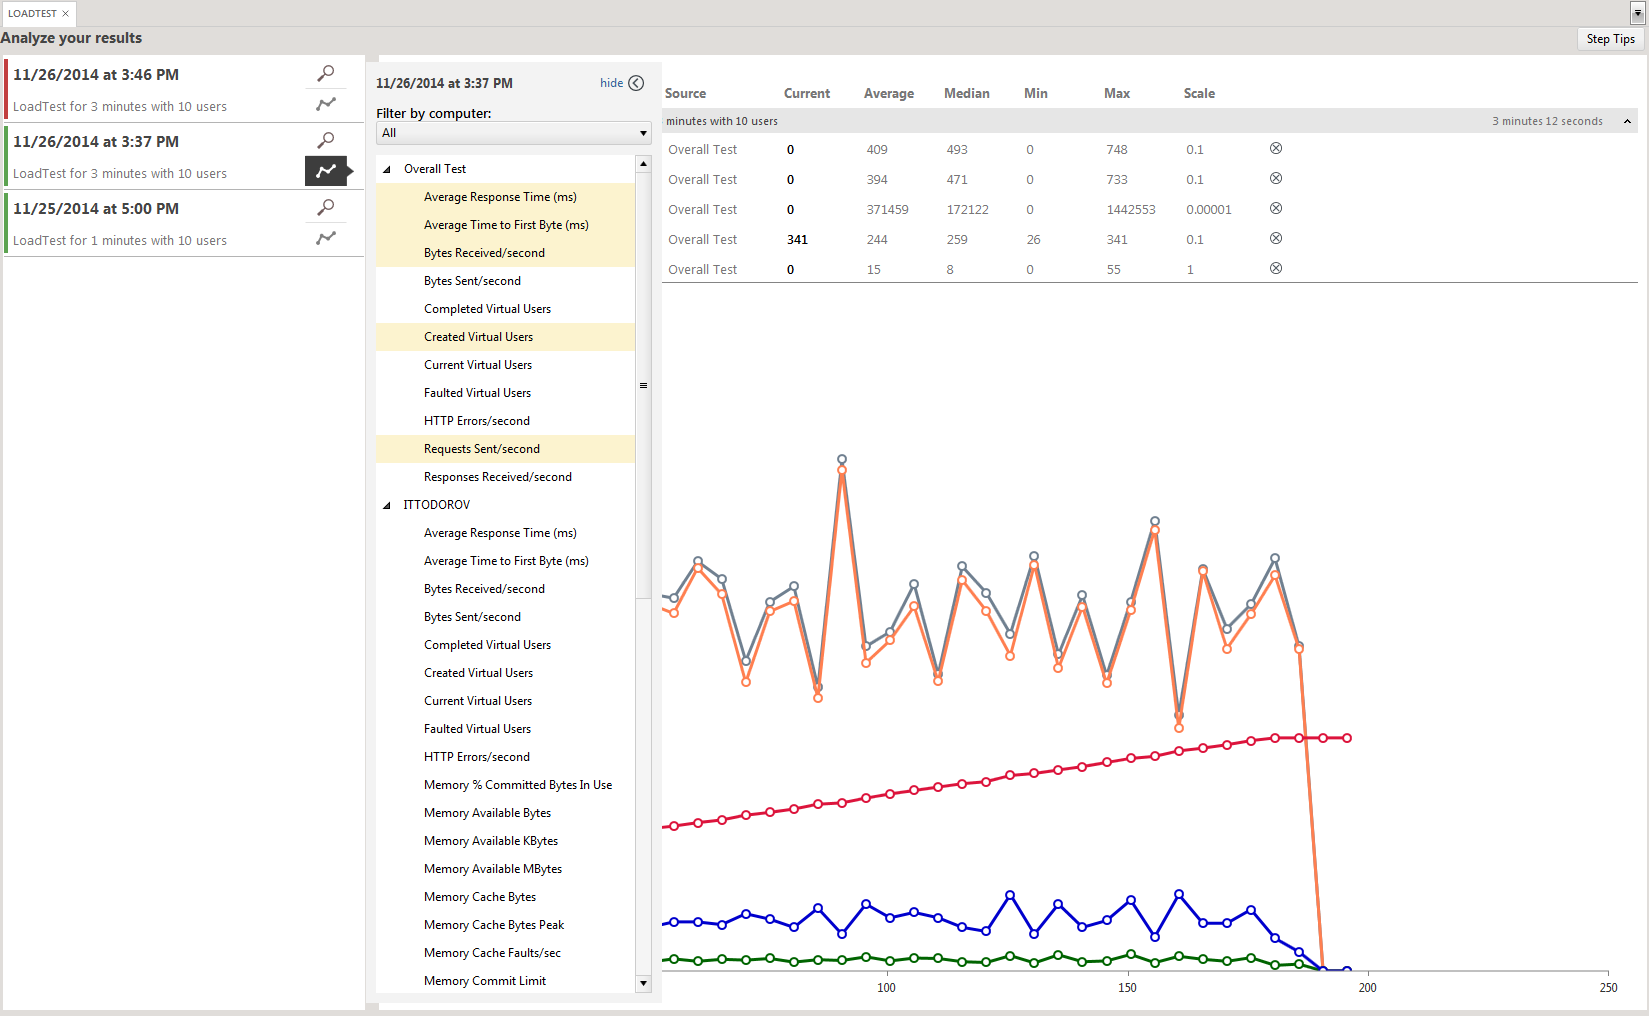 LOADTEST
Analyze your results
Step Tips
11/26/2014 at 3:46 PM
LoadTest for 3 minutes with 10 users
11/26/2014 at 3:37 PM
LoadTest for 3 minutes with 10 users
11/25/2014 at 5:00 PM
LoadTest for 1 minutes with 10 users
11/26/2014 at 3:37 PM
hide
Filter by computer:
All
Overall Test
Average Response Time (ms)
Average Time to First Byte (ms)
Bytes Received/second
Bytes Sent/second
Completed Virtual Users
Created Virtual Users
Current Virtual Users
Faulted Virtual Users
HTTP Errors/second
Requests Sent/second
Responses Received/second
ITTODOROV
Average Response Time (ms)
Average Time to First Byte (ms)
Bytes Received/second
Bytes Sent/second
Completed Virtual Users
Created Virtual Users
Current Virtual Users
Faulted Virtual Users
HTTP Errors/second
Memory % Committed Bytes In Use
Memory Available Bytes
Memory Available KBytes
Memory Available MBytes
Memory Cache Bytes
Memory Cache Bytes Peak
Memory Cache Faults/sec
Memory Commit Limit
Source Current Average Median Min Max Scale
minutes with 10 users 3 minutes 12 seconds
Overall Test 0 409 493 0 748 0.1
Overall Test 0 394 471 0 733 0.1
Overall Test 0 371459 172122 0 1442553 0.00001
Overall Test 341 244 259 26 341 0.1
Overall Test 0 15 8 0 55 1
100 150 200 250